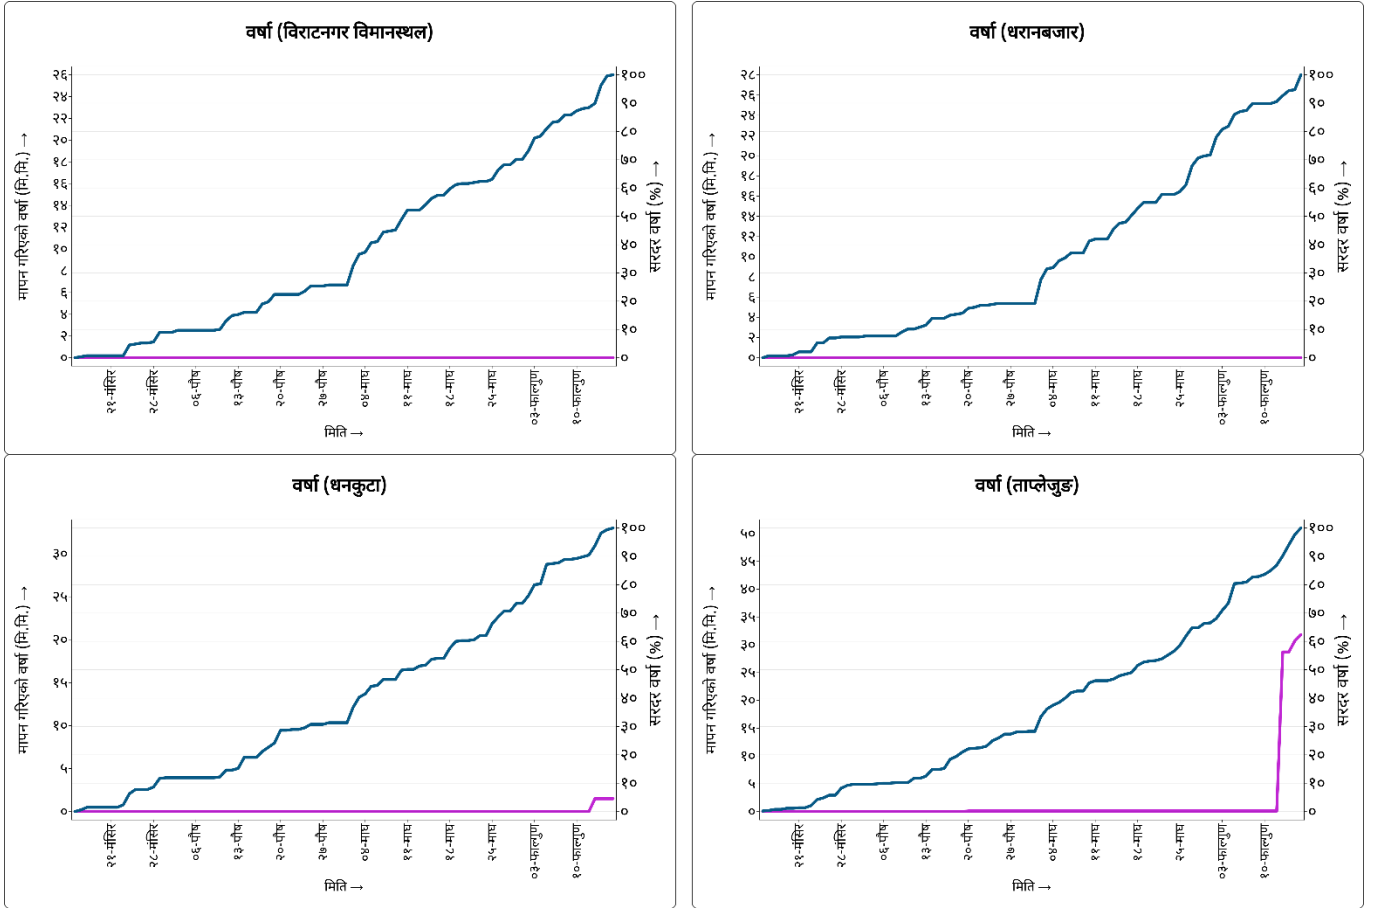 वर्षा (विराटनगर विमानस्थल)
मापन गरिएको वर्षा (मि.मि.) →
२६
२४
२२
२०
१८
१६
१४
१२
१०
८
६
४
२
०
१००
९०
८०
७०
६०
५०
४०
३०
२०
१०
०
सरदर वर्षा (%) →
२१-मंसिर
२८-मंसिर
०६-पौष
१३-पौष
२०-पौष
२७-पौष
०४-माघ
११-माघ
१८-माघ
२५-माघ
०३-फाल्गुण
१०-फाल्गुण
मिति →
वर्षा (धरानबजार)
मापन गरिएको वर्षा (मि.मि.) →
२८
२६
२४
२२
२०
१८
१६
१४
१२
१०
८
६
४
२
०
१००
९०
८०
७०
६०
५०
४०
३०
२०
१०
०
सरदर वर्षा (%) →
२१-मंसिर
२८-मंसिर
०६-पौष
१३-पौष
२०-पौष
२७-पौष
०४-माघ
११-माघ
१८-माघ
२५-माघ
०३-फाल्गुण
१०-फाल्गुण
मिति →
वर्षा (धनकुटा)
मापन गरिएको वर्षा (मि.मि.) →
३०
२५
२०
१५
१०
५
०
१००
९०
८०
७०
६०
५०
४०
३०
२०
१०
०
सरदर वर्षा (%) →
२१-मंसिर
२८-मंसिर
०६-पौष
१३-पौष
२०-पौष
२७-पौष
०४-माघ
११-माघ
१८-माघ
२५-माघ
०३-फाल्गुण
१०-फाल्गुण
मिति →
वर्षा (ताप्लेजुङ)
मापन गरिएको वर्षा (मि.मि.) →
५०
४५
४०
३५
३०
२५
२०
१५
१०
५
०
१००
९०
८०
७०
६०
५०
४०
३०
२०
१०
०
सरदर वर्षा (%) →
२१-मंसिर
२८-मंसिर
०६-पौष
१३-पौष
२०-पौष
२७-पौष
०४-माघ
११-माघ
१८-माघ
२५-माघ
०३-फाल्गुण
१०-फाल्गुण
मिति →